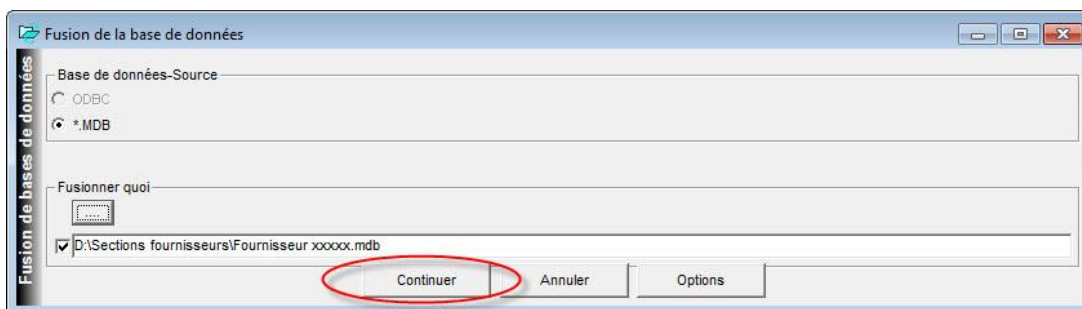 Fusion de la base de données
Fusion de bases de données
Base de données-Source
ODBC
*.MDB
Fusionner quoi
....
D:\Sections fournisseurs\Fournisseur xxxxx.mdb
Continuer Annuler Options